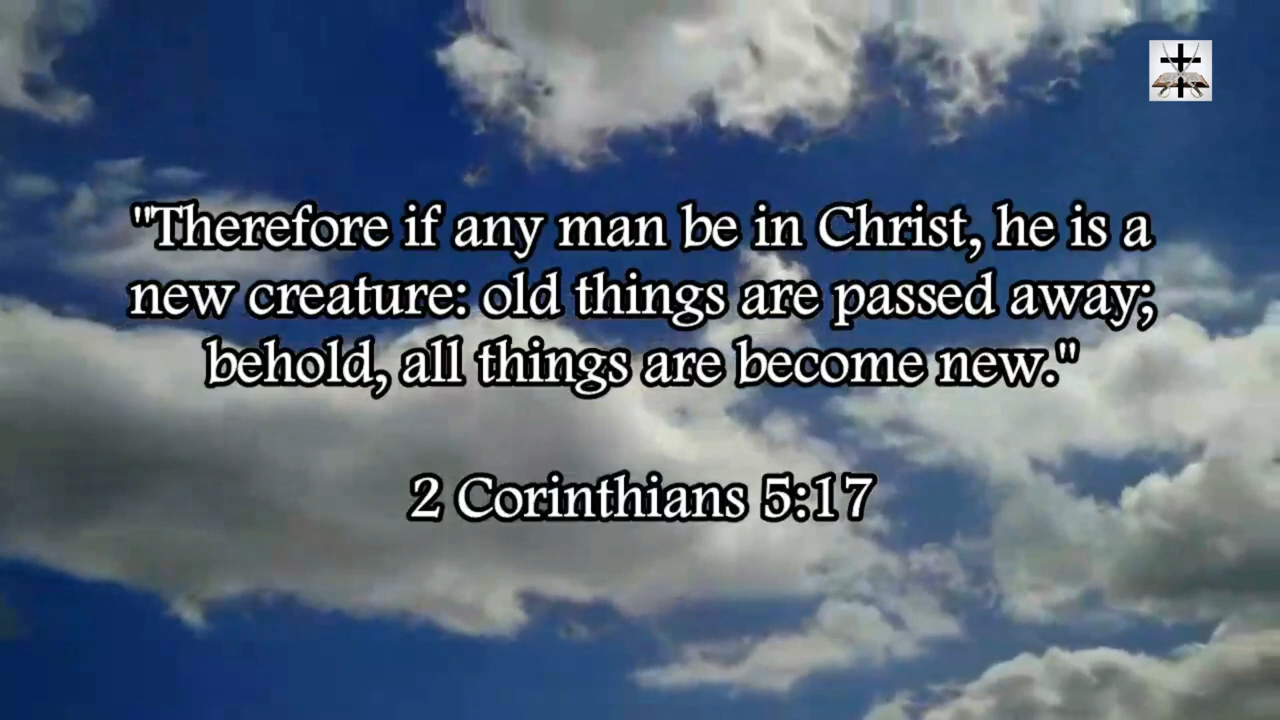 "Therefore if any man be in Christ, he is a
new creature: old things are passed away;
behold, all things are become new."
2 Corinthians 5:17